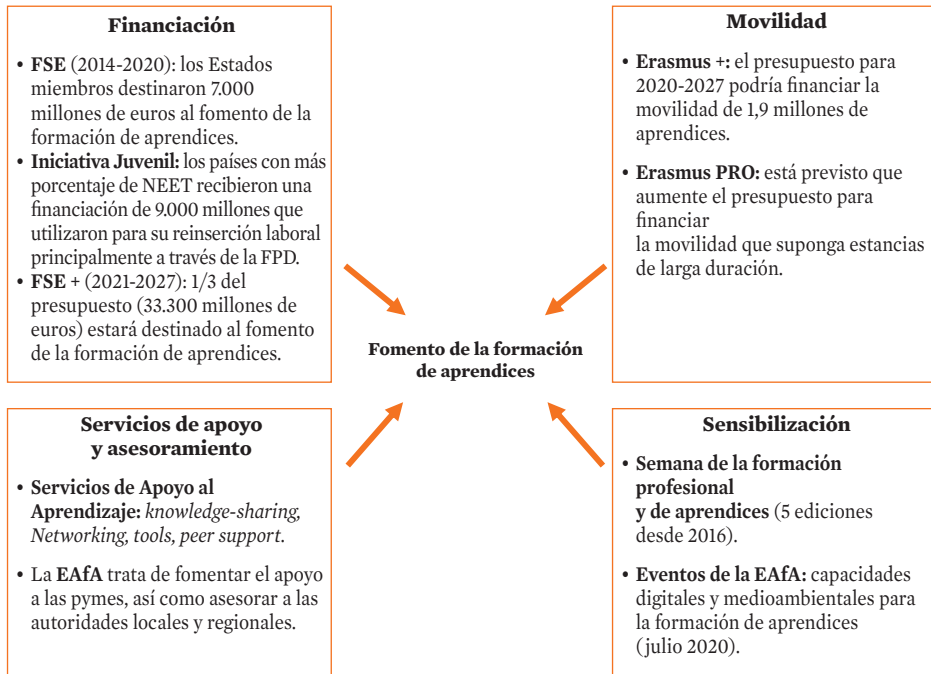 Financiación
• FSE (2014-2020): los Estados
miembros destinaron 7.000
millones de euros al fomento de la
formación de aprendices.
• Iniciativa Juvenil: los países con más
porcentaje de NEET recibieron una
financiación de 9.000 millones que
utilizaron para su reinserción laboral
principalmente a través de la FPD.
• FSE + (2021-2027): 1/3 del
presupuesto (33.300 millones de
euros) estará destinado al fomento
de la formación de aprendices.
Movilidad
• Erasmus +: el presupuesto para
2020-2027 podría financiar la
movilidad de 1,9 millones de
aprendices.
• Erasmus PRO: está previsto que
aumente el presupuesto para
financiar
la movilidad que suponga estancias
de larga duración.
Fomento de la formación
de aprendices
Servicios de apoyo
y asesoramiento
• Servicios de Apoyo al
Aprendizaje: knowledge-sharing,
Networking, tools, peer support.
• La EAfA trata de fomentar el apoyo
a las pymes, así como asesorar a las
autoridades locales y regionales.
Sensibilización
• Semana de la formación
profesional
y de aprendices (5 ediciones
desde 2016).
• Eventos de la EAfA: capacidades
digitales y medioambientales para
la formación de aprendices
(julio 2020).